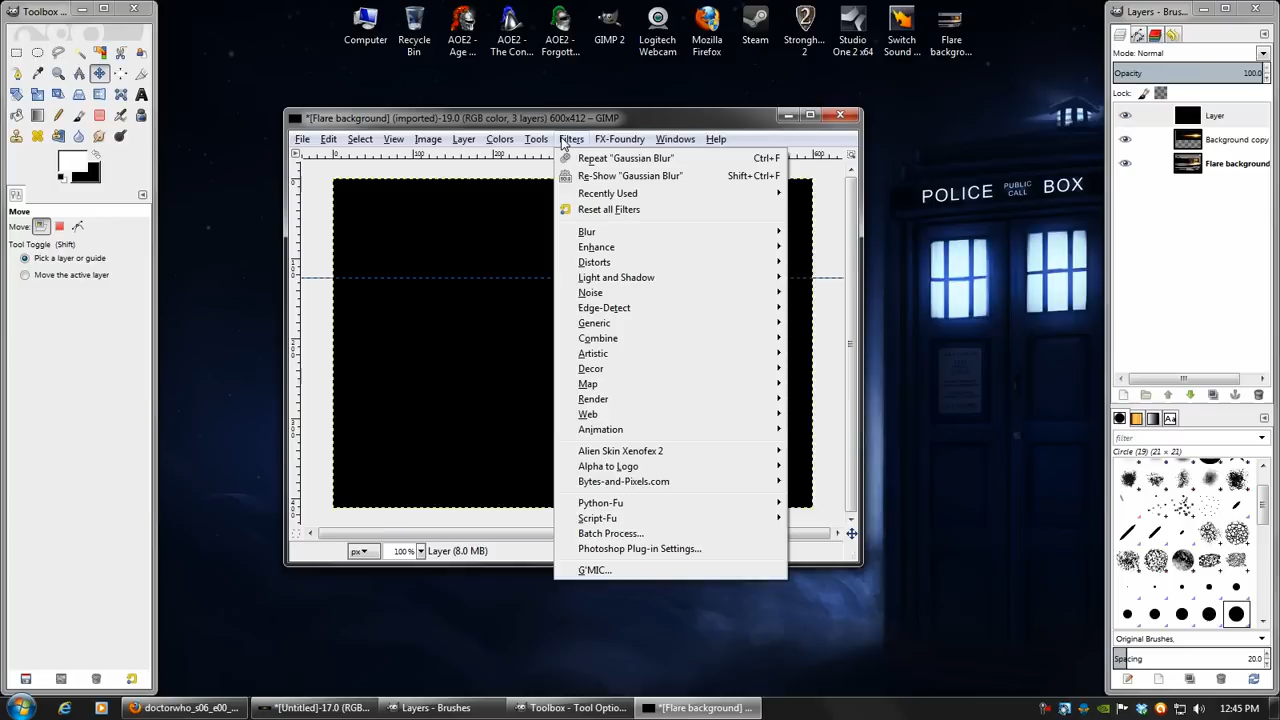 Toolbox ...
Computer
Recycle
Bin
AOE2 -
Age ...
AOE2 -
The Con...
AOE2 -
Forgott...
GIMP 2
Logitech
Webcam
Mozilla
Firefox
Steam
Strongh...
2
Studio
One 2 x64
Switch
Sound ...
Flare
backgro...
Layers - Brus...
Mode: Normal
Opacity 100.0
Lock:
Layer
Background copy
Flare background
*[Flare background] (imported)-19.0 (RGB color, 3 layers) 600x412 – GIMP
File Edit Select View Image Layer Colors Tools Filters FX-Foundry Windows Help
Repeat "Gaussian Blur" Ctrl+F
Re-Show "Gaussian Blur" Shift+Ctrl+F
Recently Used
Reset all Filters
Blur
Enhance
Distorts
Light and Shadow
Noise
Edge-Detect
Generic
Combine
Artistic
Decor
Map
Render
Web
Animation
Alien Skin Xenofex 2
Alpha to Logo
Bytes-and-Pixels.com
Python-Fu
Script-Fu
Batch Process...
Photoshop Plug-in Settings...
G'MIC...
Move
Move:
Tool Toggle (Shift)
Pick a layer or guide
Move the active layer
px 100 % Layer (8.0 MB)
POLICE PUBLIC CALL BOX
filter
Circle (19) (21 × 21)
Original Brushes,
Spacing 20.0
doctorwho_s06_e00_...
*[Untitled]-17.0 (RGB...
Layers - Brushes
Toolbox - Tool Optio...
*[Flare background] ...
12:45 PM